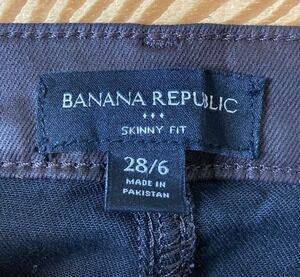 BANANA REPUBLIC
SKINNY FIT
28/6
MADE IN
PAKISTAN